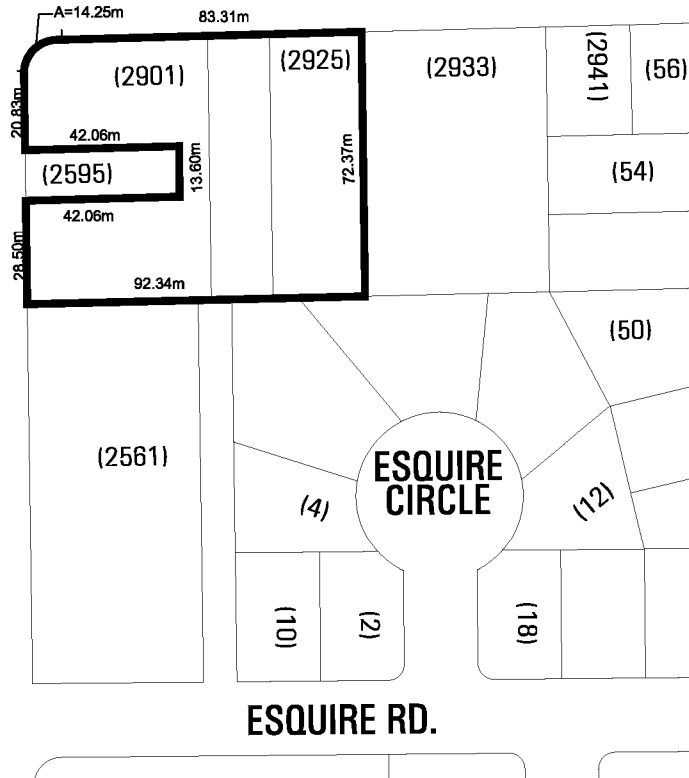 A=14.25m
83.31m
(2901)
(2925)
(2933)
(2941)
(56)
20.83m
42.06m
(2595)
13.60m
72.37m
(54)
42.06m
28.50m
92.34m
(50)
(2561)
ESQUIRE
CIRCLE
(4)
(12)
(10)
(2)
(18)
ESQUIRE RD.